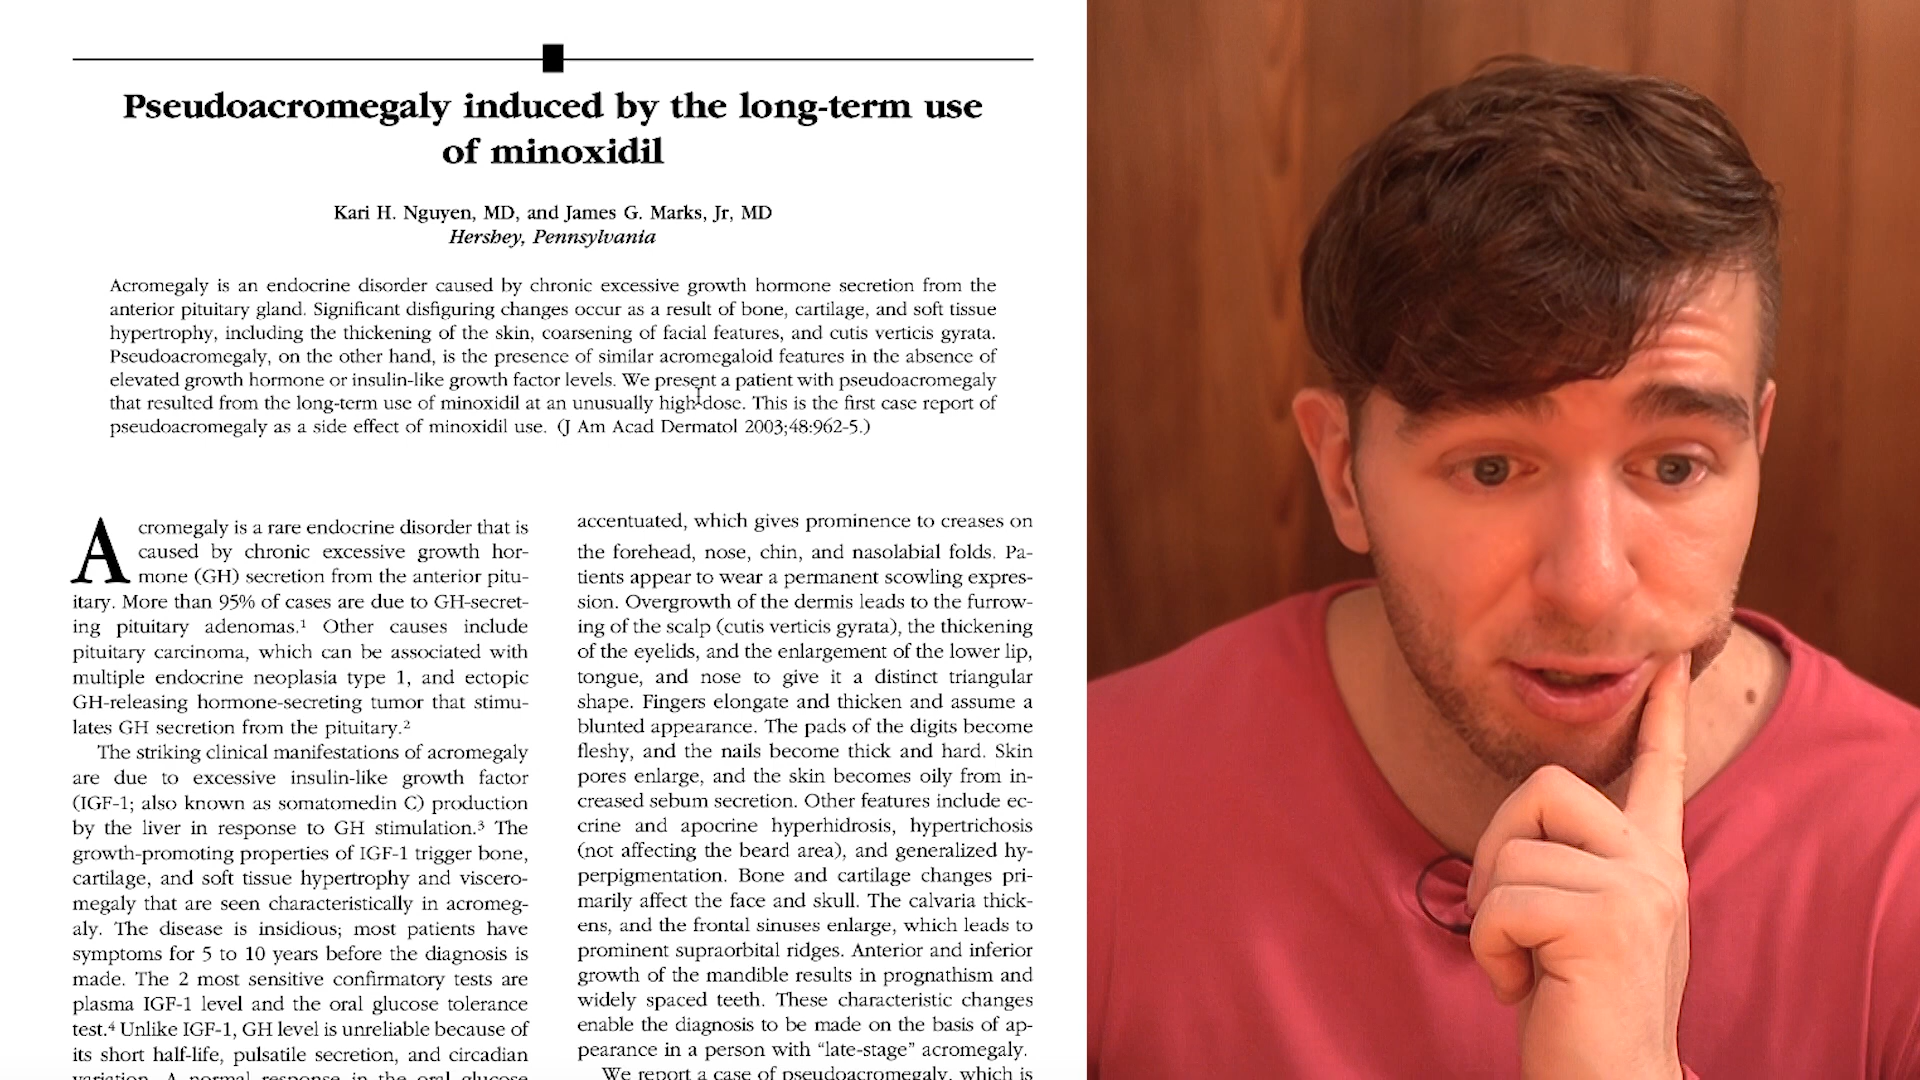 Pseudoacromegaly induced by the long-term use
of minoxidil
Kari H. Nguyen, MD, and James G. Marks, Jr, MD
Hershey, Pennsylvania
Acromegaly is an endocrine disorder caused by chronic excessive growth hormone secretion from the
anterior pituitary gland. Significant disfiguring changes occur as a result of bone, cartilage, and soft tissue
hypertrophy, including the thickening of the skin, coarsening of facial features, and cutis verticis gyrata.
Pseudoacromegaly, on the other hand, is the presence of similar acromegaloid features in the absence of
elevated growth hormone or insulin-like growth factor levels. We present a patient with pseudoacromegaly
that resulted from the long-term use of minoxidil at an unusually high dose. This is the first case report of
pseudoacromegaly as a side effect of minoxidil use. (J Am Acad Dermatol 2003;48:962-5.)
Acromegaly is a rare endocrine disorder that is
caused by chronic excessive growth hor-
mone (GH) secretion from the anterior pitu-
itary. More than 95% of cases are due to GH-secret-
ing pituitary adenomas.¹ Other causes include
pituitary carcinoma, which can be associated with
multiple endocrine neoplasia type 1, and ectopic
GH-releasing hormone-secreting tumor that stimu-
lates GH secretion from the pituitary.²
The striking clinical manifestations of acromegaly
are due to excessive insulin-like growth factor
(IGF-1; also known as somatomedin C) production
by the liver in response to GH stimulation.³ The
growth-promoting properties of IGF-1 trigger bone,
cartilage, and soft tissue hypertrophy and viscero-
megaly that are seen characteristically in acromeg-
aly. The disease is insidious; most patients have
symptoms for 5 to 10 years before the diagnosis is
made. The 2 most sensitive confirmatory tests are
plasma IGF-1 level and the oral glucose tolerance
test.⁴ Unlike IGF-1, GH level is unreliable because of
its short half-life, pulsatile secretion, and circadian
variation. A normal response in the oral glucose
accentuated, which gives prominence to creases on
the forehead, nose, chin, and nasolabial folds. Pa-
tients appear to wear a permanent scowling expres-
sion. Overgrowth of the dermis leads to the furrow-
ing of the scalp (cutis verticis gyrata), the thickening
of the eyelids, and the enlargement of the lower lip,
tongue, and nose to give it a distinct triangular
shape. Fingers elongate and thicken and assume a
blunted appearance. The pads of the digits become
fleshy, and the nails become thick and hard. Skin
pores enlarge, and the skin becomes oily from in-
creased sebum secretion. Other features include ec-
crine and apocrine hyperhidrosis, hypertrichosis
(not affecting the beard area), and generalized hy-
perpigmentation. Bone and cartilage changes pri-
marily affect the face and skull. The calvaria thick-
ens, and the frontal sinuses enlarge, which leads to
prominent supraorbital ridges. Anterior and inferior
growth of the mandible results in prognathism and
widely spaced teeth. These characteristic changes
enable the diagnosis to be made on the basis of ap-
pearance in a person with “late-stage” acromegaly.
We report a case of pseudoacromegaly, which is